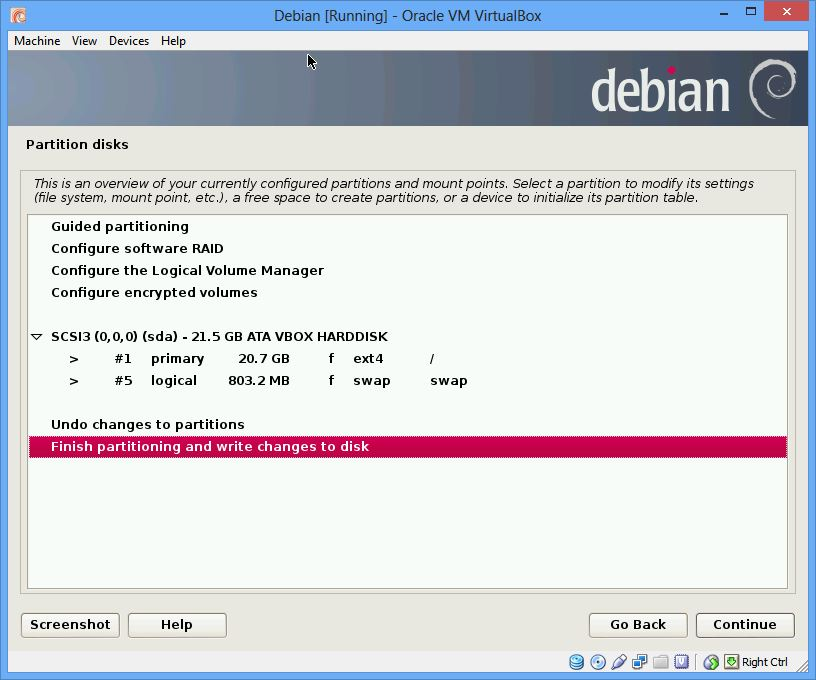 Debian [Running] - Oracle VM VirtualBox
Machine View Devices Help
debian
Partition disks
This is an overview of your currently configured partitions and mount points. Select a partition to modify its settings
(file system, mount point, etc.), a free space to create partitions, or a device to initialize its partition table.
Guided partitioning
Configure software RAID
Configure the Logical Volume Manager
Configure encrypted volumes
SCSI3 (0,0,0) (sda) - 21.5 GB ATA VBOX HARDDISK
> #1 primary 20.7 GB f ext4 /
> #5 logical 803.2 MB f swap swap
Undo changes to partitions
Finish partitioning and write changes to disk
Screenshot Help Go Back Continue
Right Ctrl